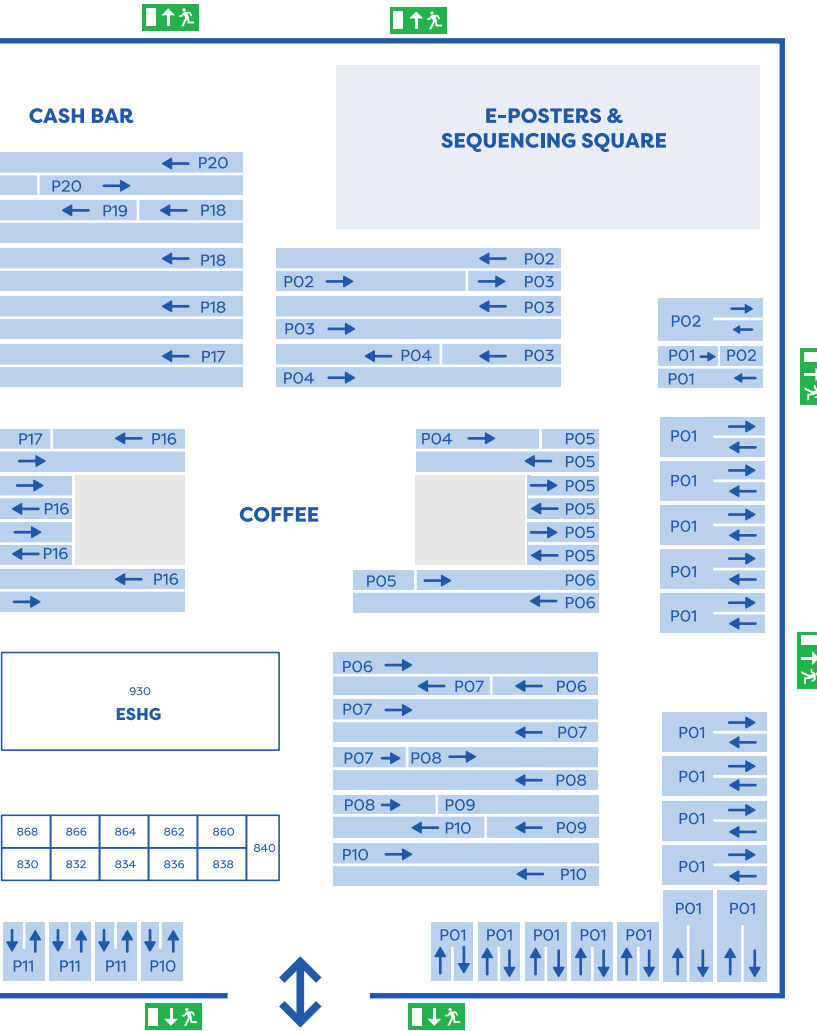 CASH BAR
E-POSTERS &
SEQUENCING SQUARE
P20
P20
P19 P18
P18
P18
P17
P02
P02 P03
P03
P03
P04 P03
P04
P02
P01 P02
P01
P17 P16
P16
P16
P16
COFFEE
P04 P05
P05
P05
P05
P05
P05
P05 P06
P06
P01
P01
P01
P01
P01
930
ESHG
P06
P07 P06
P07
P07
P07 P08
P08
P08 P09
P10 P09
P10
P10
P01
P01
P01
P01
868 866 864 862 860
840
830 832 834 836 838
P11 P11 P11 P10
P01 P01 P01 P01 P01
P01 P01